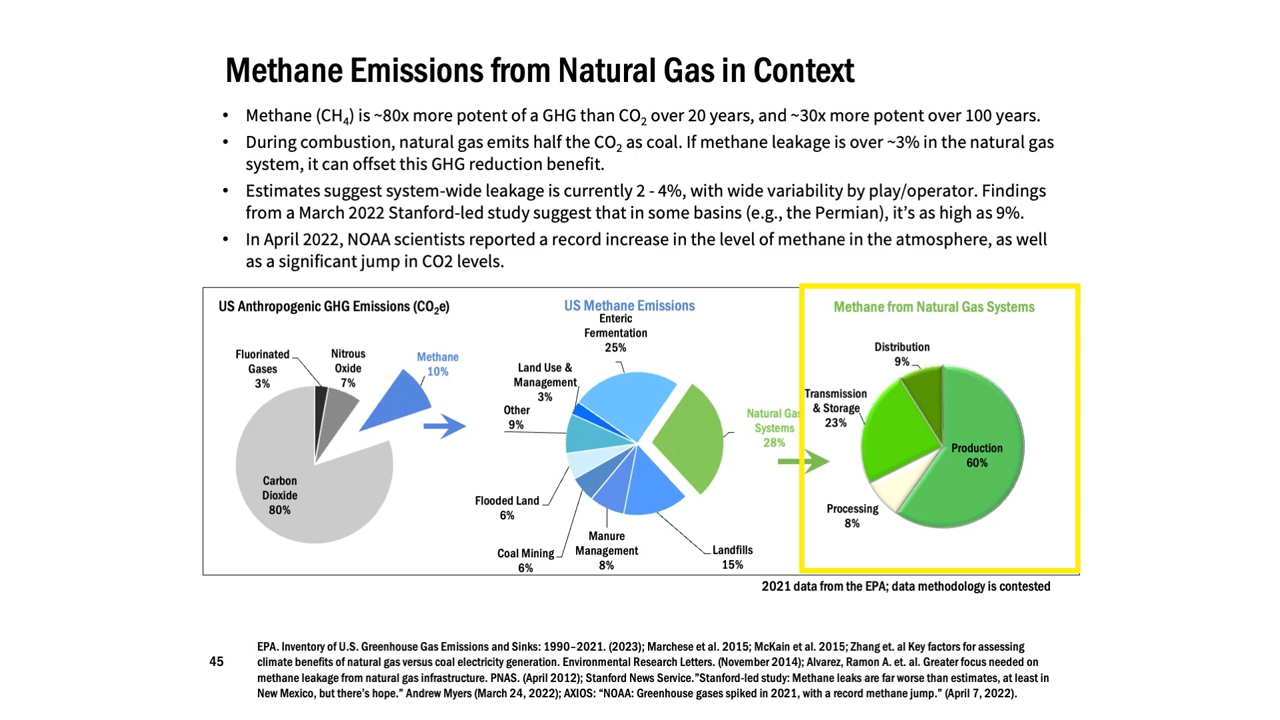 Methane Emissions from Natural Gas in Context
• Methane (CH₄) is ~80x more potent of a GHG than CO₂ over 20 years, and ~30x more potent over 100 years.
• During combustion, natural gas emits half the CO₂ as coal. If methane leakage is over ~3% in the natural gas
system, it can offset this GHG reduction benefit.
• Estimates suggest system-wide leakage is currently 2 - 4%, with wide variability by play/operator. Findings
from a March 2022 Stanford-led study suggest that in some basins (e.g., the Permian), it’s as high as 9%.
• In April 2022, NOAA scientists reported a record increase in the level of methane in the atmosphere, as well
as a significant jump in CO2 levels.
US Anthropogenic GHG Emissions (CO₂e)
Fluorinated
Gases
3%
Nitrous
Oxide
7%
Methane
10%
Carbon
Dioxide
80%
US Methane Emissions
Enteric
Fermentation
25%
Land Use &
Management
3%
Other
9%
Flooded Land
6%
Coal Mining
6%
Manure
Management
8%
Landfills
15%
Natural Gas
Systems
28%
Methane from Natural Gas Systems
Distribution
9%
Transmission
& Storage
23%
Processing
8%
Production
60%
2021 data from the EPA; data methodology is contested
45
EPA. Inventory of U.S. Greenhouse Gas Emissions and Sinks: 1990–2021. (2023); Marchese et al. 2015; McKain et al. 2015; Zhang et. al Key factors for assessing
climate benefits of natural gas versus coal electricity generation. Environmental Research Letters. (November 2014); Alvarez, Ramon A. et. al. Greater focus needed on
methane leakage from natural gas infrastructure. PNAS. (April 2012); Stanford News Service.”Stanford-led study: Methane leaks are far worse than estimates, at least in
New Mexico, but there’s hope.” Andrew Myers (March 24, 2022); AXIOS: “NOAA: Greenhouse gases spiked in 2021, with a record methane jump.” (April 7, 2022).